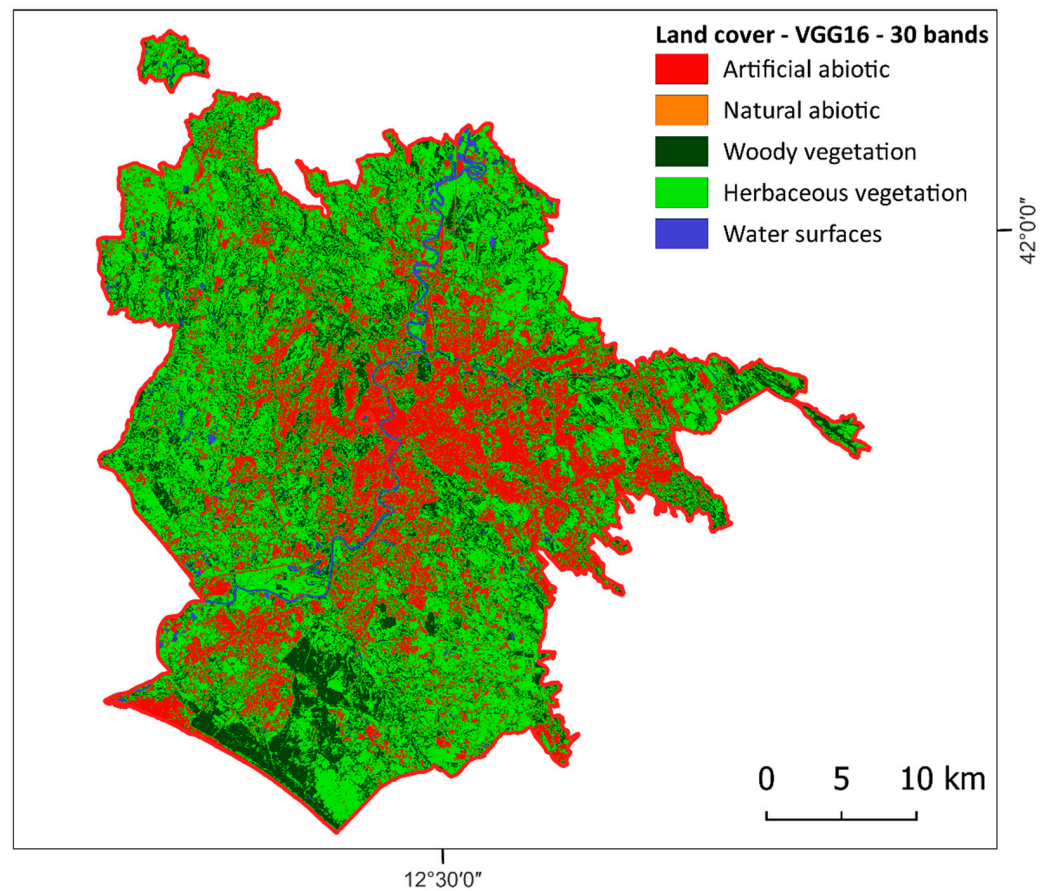 Land cover - VGG16 - 30 bands
Artificial abiotic
Natural abiotic
Woody vegetation
Herbaceous vegetation
Water surfaces
42°0′0″
0 5 10 km
12°30′0″